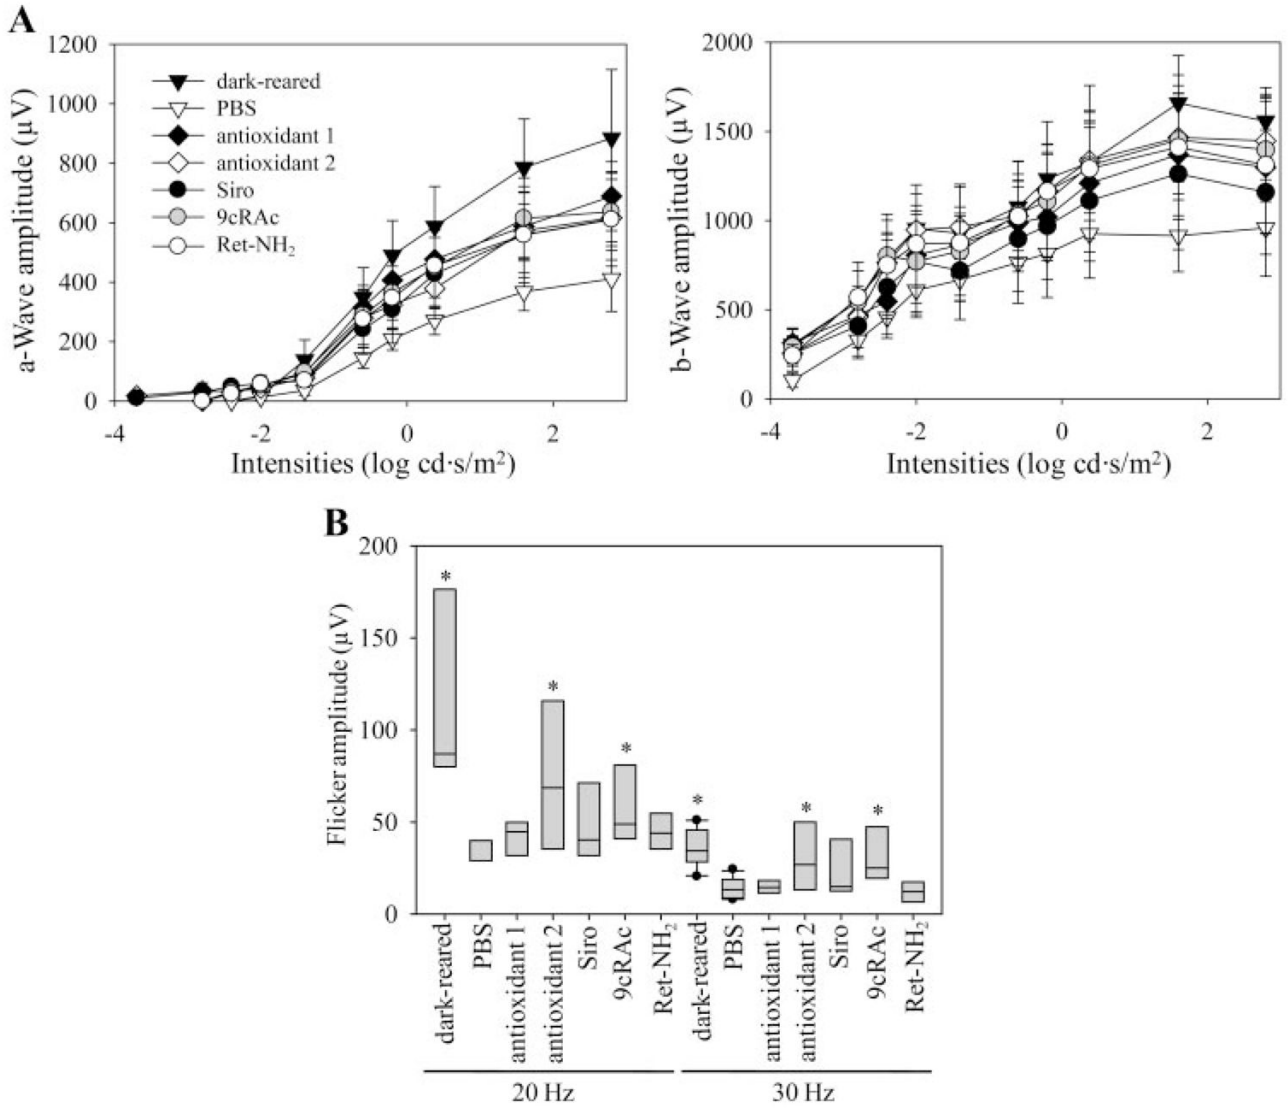 A
1200
1000
800
600
400
200
0
-4
-2
0
2
a-Wave amplitude (µV)
Intensities (log cd·s/m²)
dark-reared
PBS
antioxidant 1
antioxidant 2
Siro
9cRAc
Ret-NH₂
2000
1500
1000
500
0
-4
-2
0
2
b-Wave amplitude (µV)
Intensities (log cd·s/m²)
B
200
150
100
50
0
Flicker amplitude (µV)
*
*
*
*
*
*
dark-reared
PBS
antioxidant 1
antioxidant 2
Siro
9cRAc
Ret-NH₂
dark-reared
PBS
antioxidant 1
antioxidant 2
Siro
9cRAc
Ret-NH₂
20 Hz
30 Hz